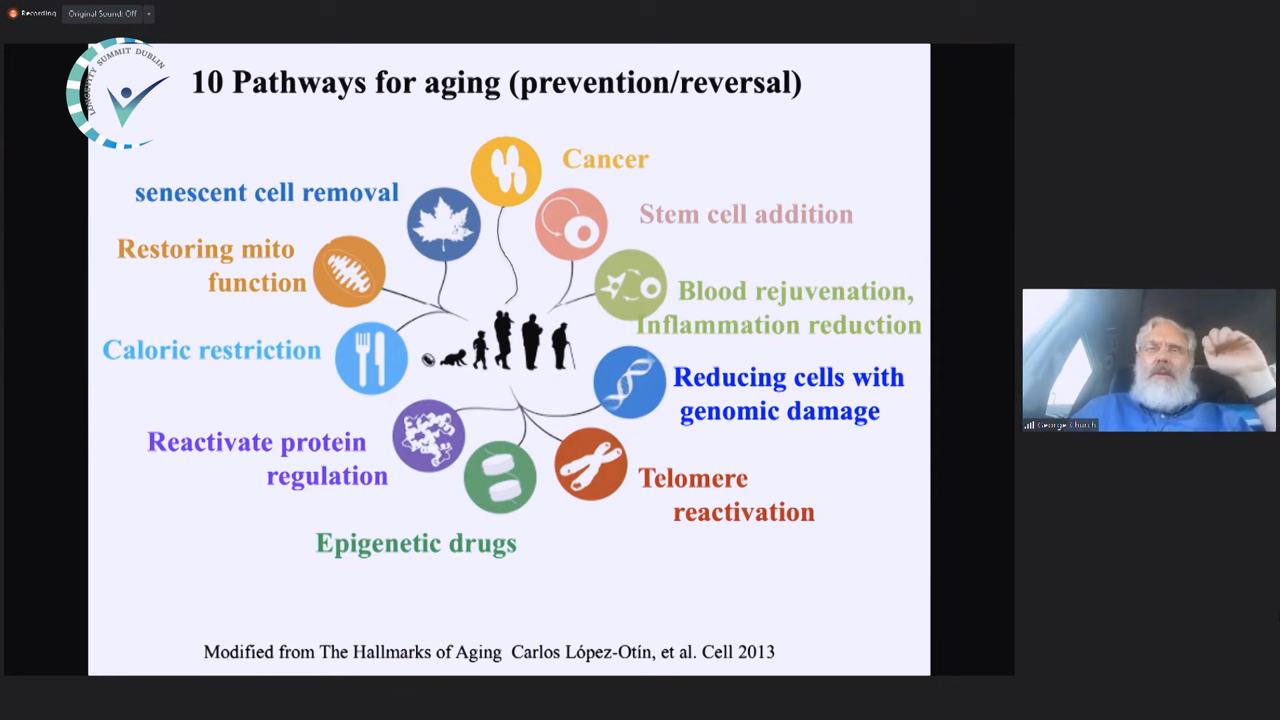 Recording
Original Sound: Off
LONGEVITY SUMMIT DUBLIN
10 Pathways for aging (prevention/reversal)
Cancer
senescent cell removal
Stem cell addition
Restoring mito
function
Blood rejuvenation,
Inflammation reduction
Caloric restriction
Reducing cells with
genomic damage
Reactivate protein
regulation
Telomere
reactivation
Epigenetic drugs
George Church
Modified from The Hallmarks of Aging Carlos López-Otín, et al. Cell 2013